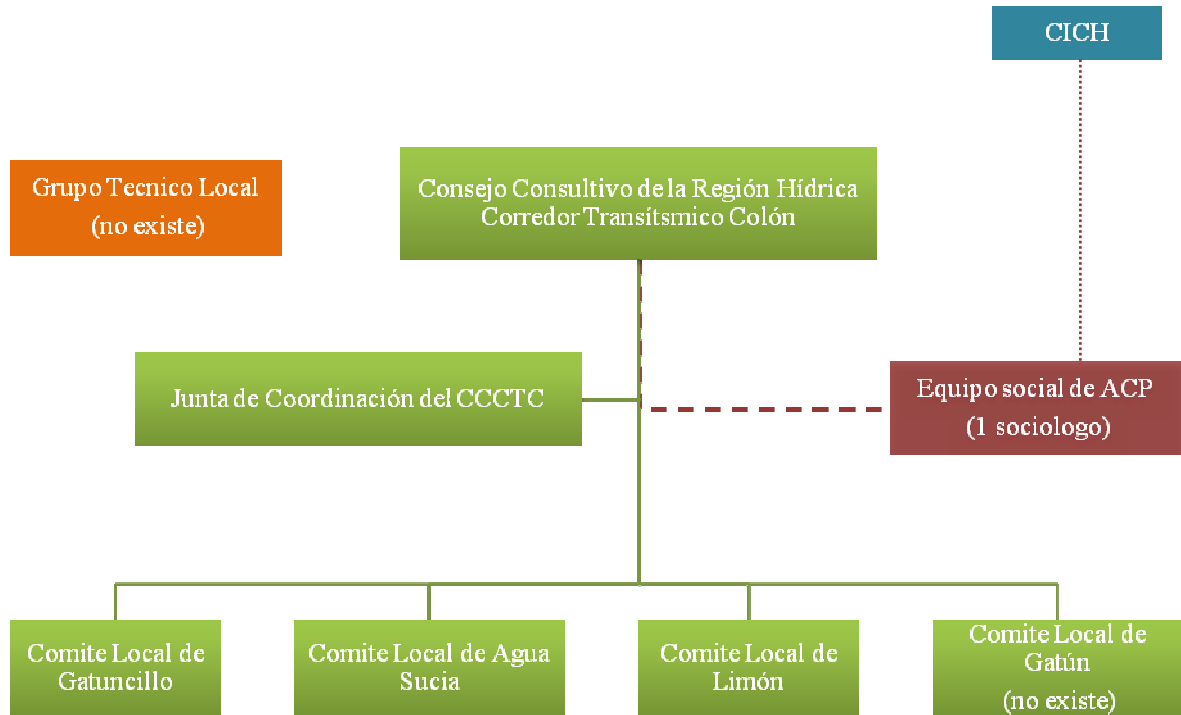 CICH
Grupo Tecnico Local
(no existe)
Consejo Consultivo de la Región Hídrica
Corredor Transítsmico Colón
Junta de Coordinación del CCCTC
Equipo social de ACP
(1 sociologo)
Comite Local de
Gatuncillo
Comite Local de Agua
Sucia
Comite Local de
Limón
Comite Local de
Gatún
(no existe)